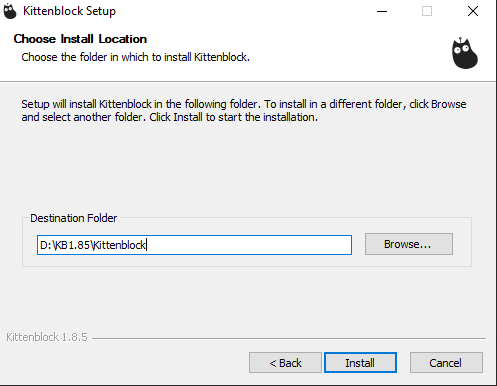 Kittenblock Setup
Choose Install Location
Choose the folder in which to install Kittenblock.
Setup will install Kittenblock in the following folder. To install in a different folder, click Browse
and select another folder. Click Install to start the installation.
Destination Folder
D:\KB1.85\Kittenblock
Browse...
Kittenblock 1.8.5
< Back
Install
Cancel